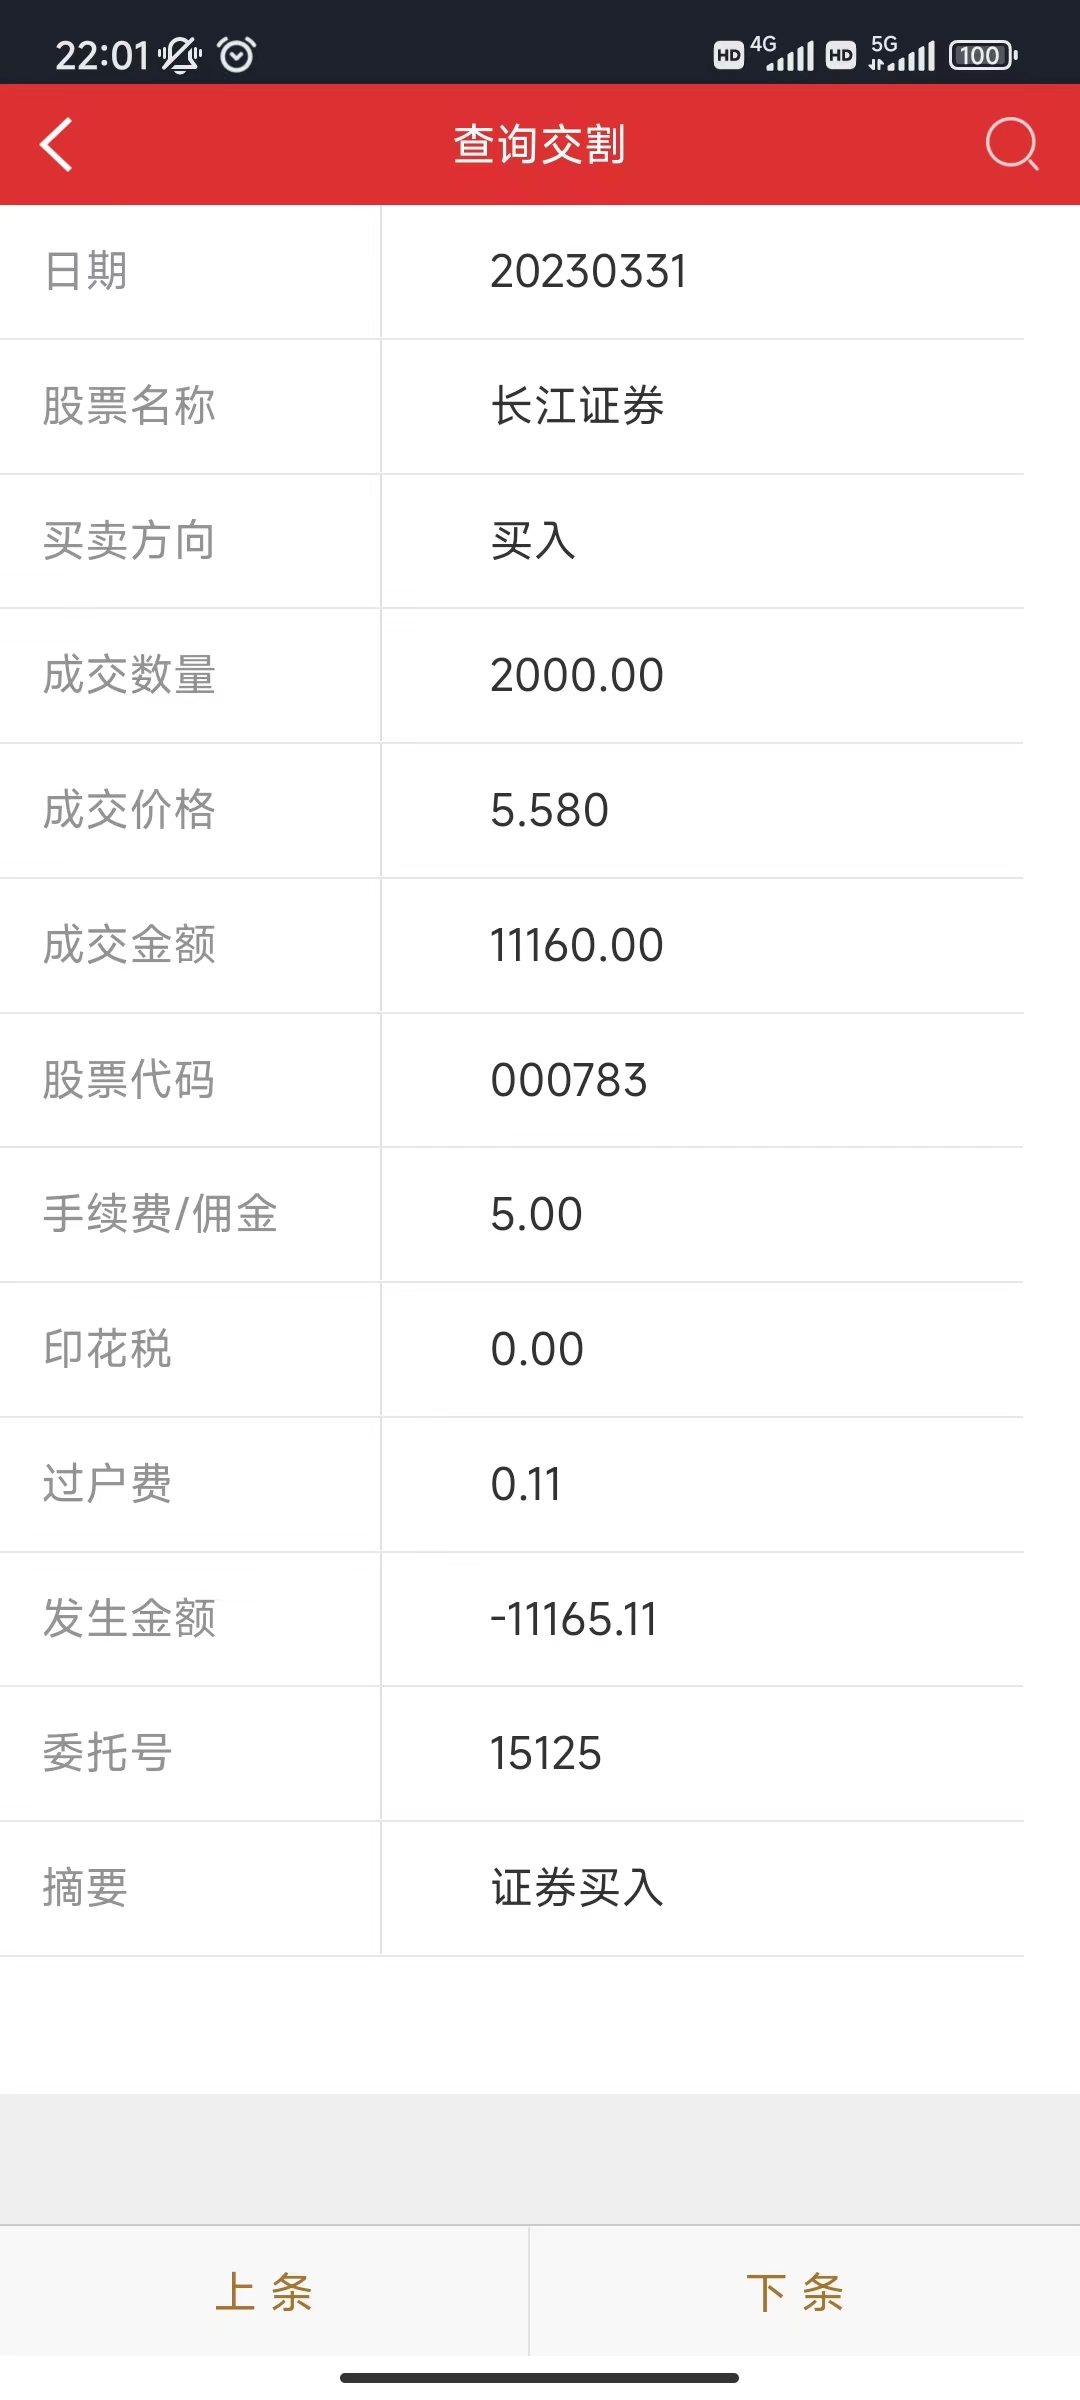 22:01 HD 4G HD 5G 100
查询交割
日期 20230331
股票名称 长江证券
买卖方向 买入
成交数量 2000.00
成交价格 5.580
成交金额 11160.00
股票代码 000783
手续费/佣金 5.00
印花税 0.00
过户费 0.11
发生金额 -11165.11
委托号 15125
摘要 证券买入
上条 下条